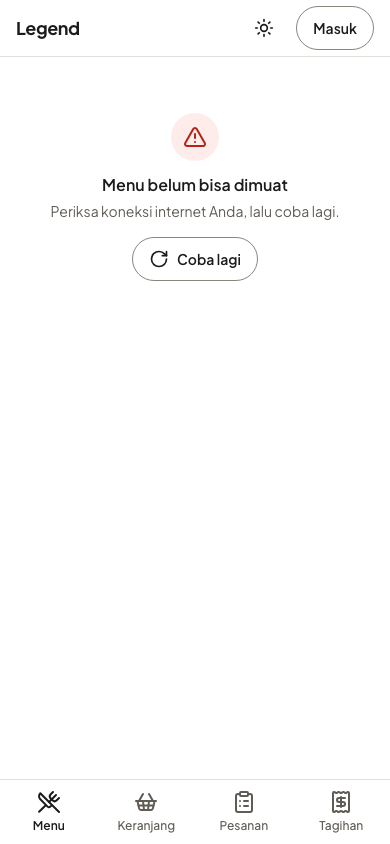 Legend
Masuk
Menu belum bisa dimuat
Periksa koneksi internet Anda, lalu coba lagi.
Coba lagi
Menu
Keranjang
Pesanan
Tagihan